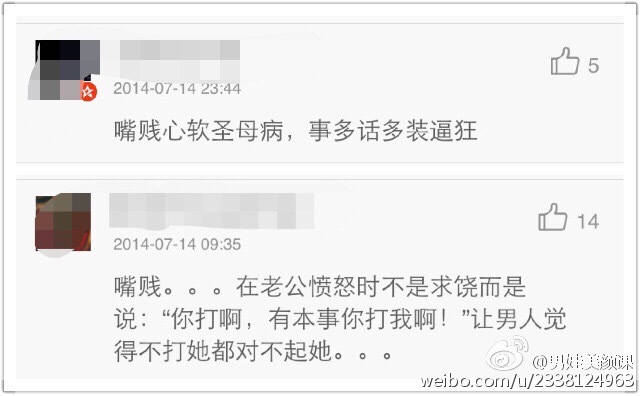 5
2014-07-14 23:44
嘴贱心软圣母病，事多话多装逼狂
14
2014-07-14 09:35
嘴贱。。。在老公愤怒时不是求饶而是
说：“你打啊，有本事你打我啊！”让男人觉
得不打她都对不起她。。。
@男娃美颜课
weibo.com/u/2338124963